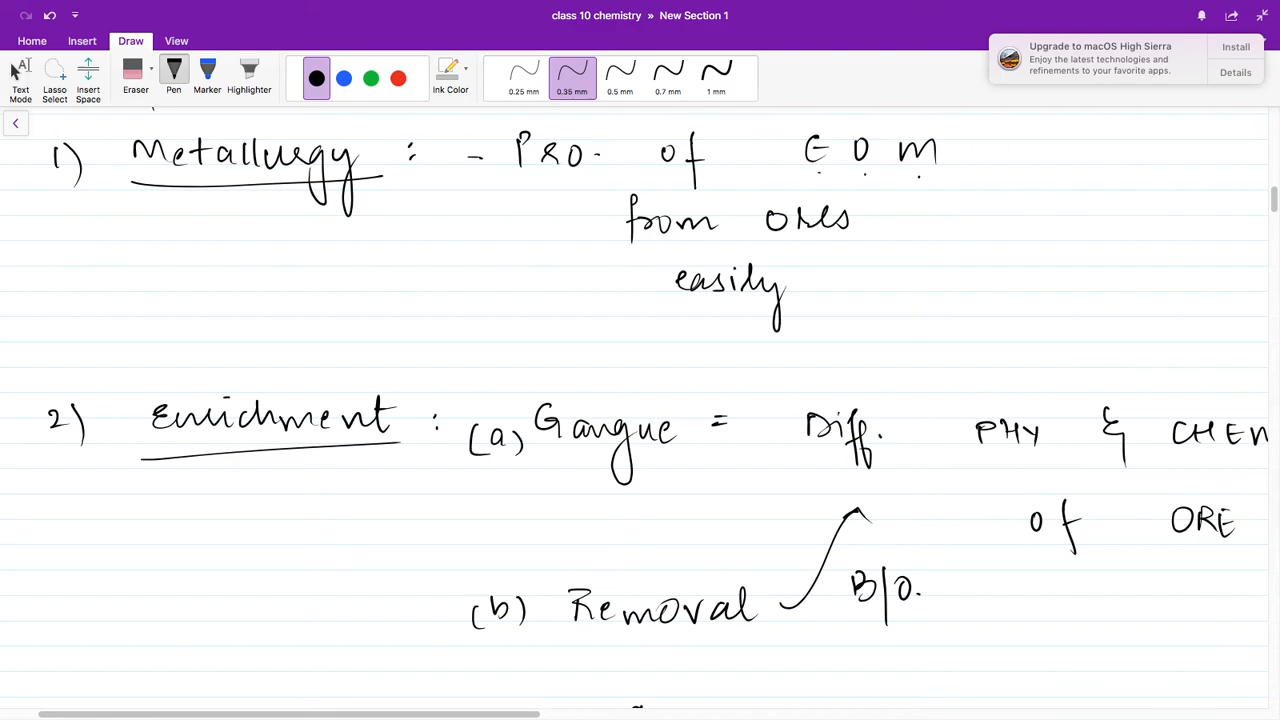 class 10 chemistry » New Section 1
Home Insert Draw View
Upgrade to macOS High Sierra
Enjoy the latest technologies and
refinements to your favorite apps.
Install
Details
Text Mode
Lasso Select
Insert Space
Eraser
Pen
Marker
Highlighter
Ink Color
0.25 mm
0.35 mm
0.5 mm
0.7 mm
1 mm
1) Metallurgy : - PRO. of E O M
from ores
easily
2) Enrichment : (a) Gangue = Diff. PHY & CHEM
of ORE
B/O.
(b) Removal